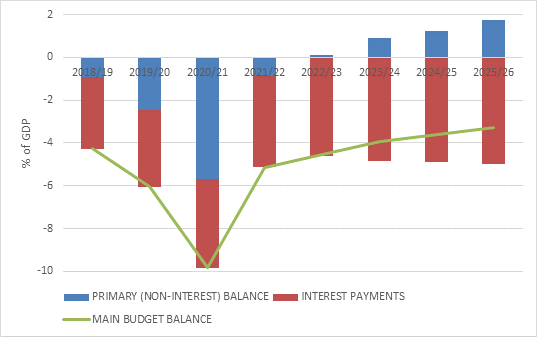 2
0
2018/19 2019/20 2020/21 2021/22 2022/23 2023/24 2024/25 2025/26
-2
-4
-6
-8
-10
% of GDP
PRIMARY (NON-INTEREST) BALANCE INTEREST PAYMENTS
MAIN BUDGET BALANCE